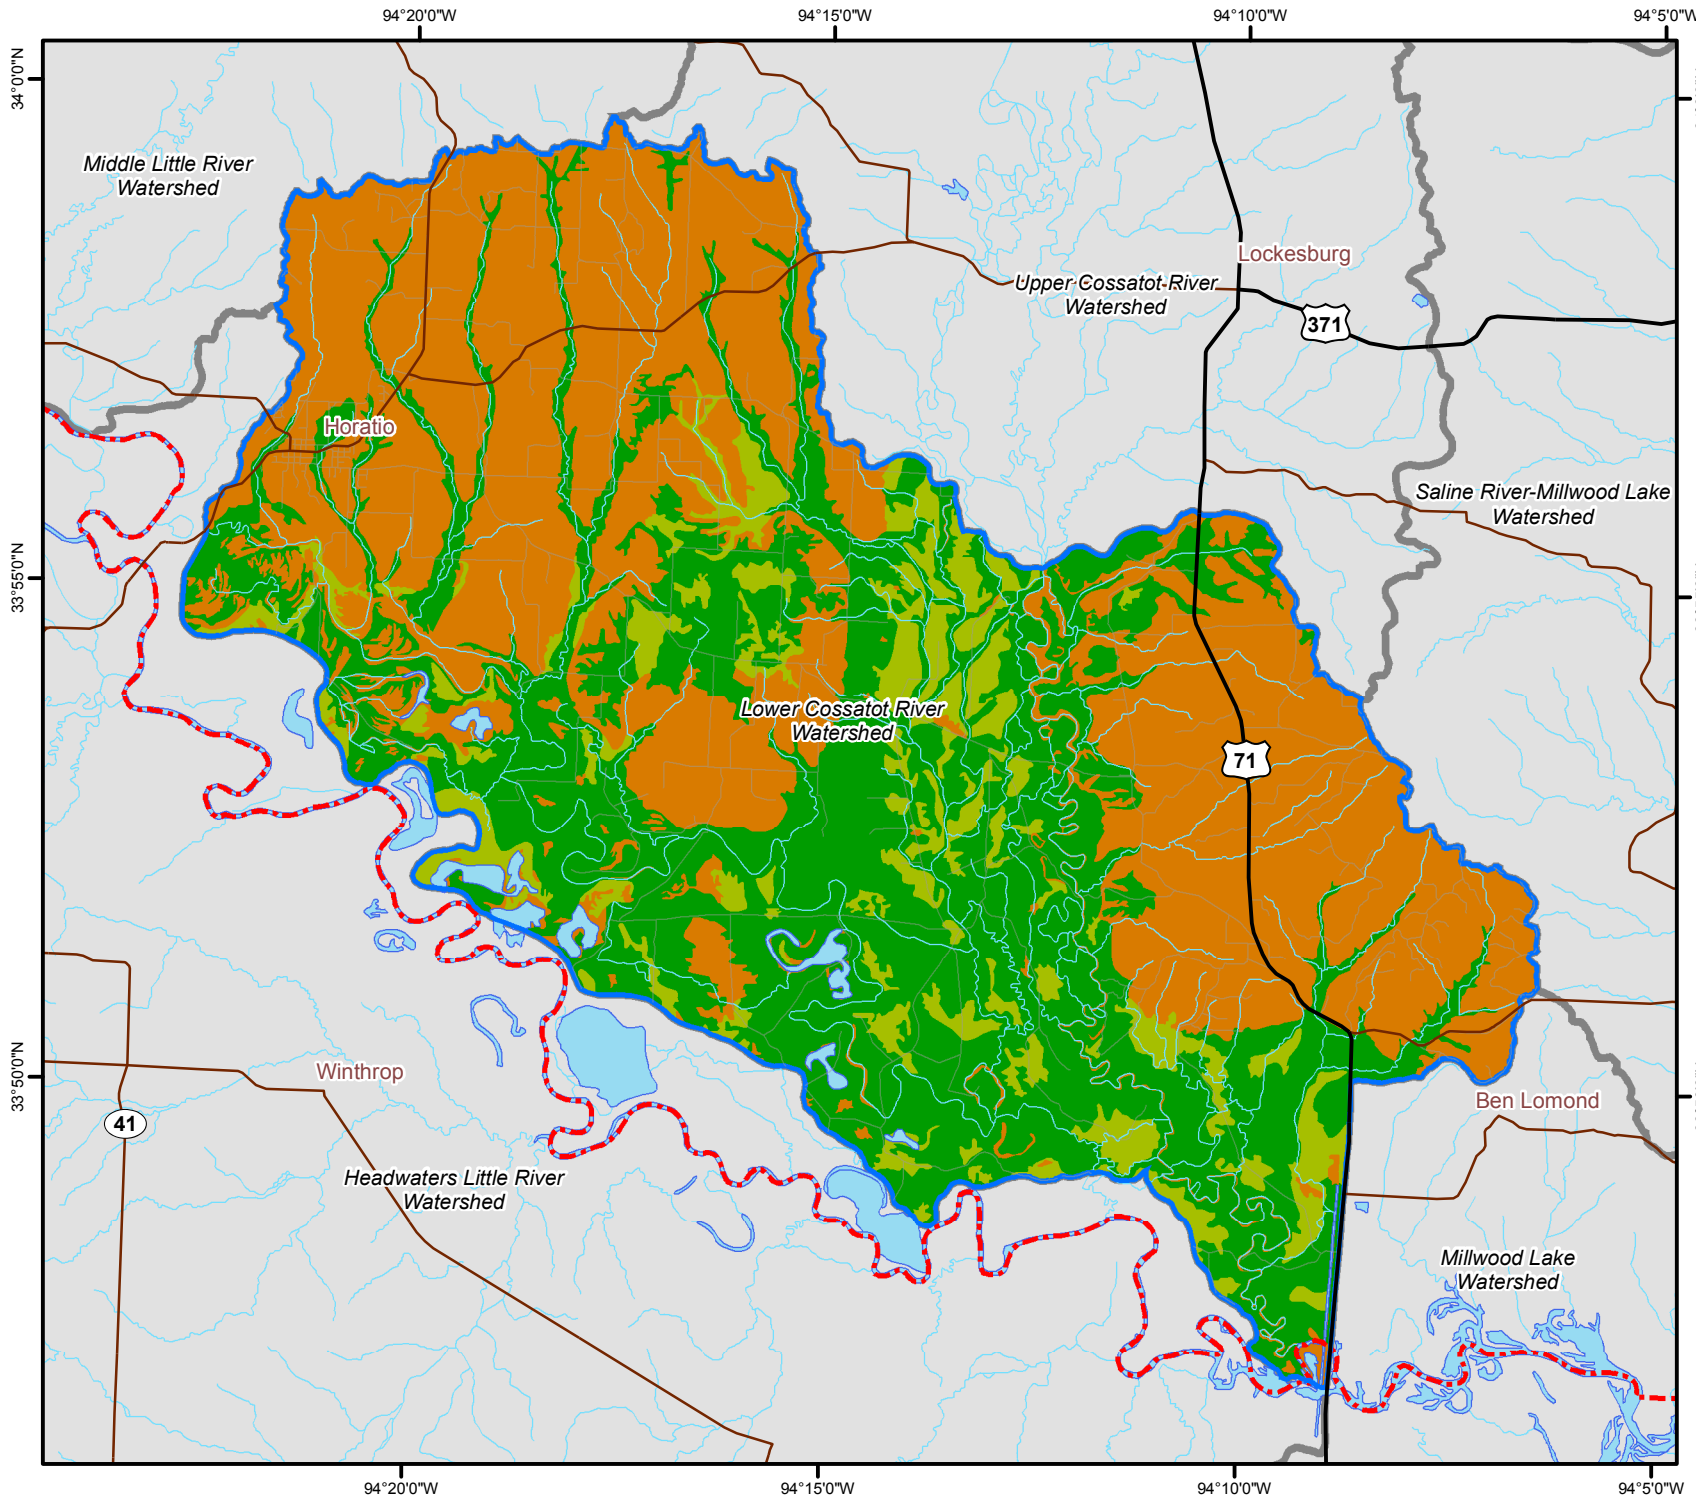 94°20'0"W
94°15'0"W
94°10'0"W
94°5'0"W
34°0'0"N
Middle Little River
Watershed
Lockesburg
Upper Cossatot River
Watershed
371
Horatio
Saline River-Millwood Lake
Watershed
33°55'0"N
Lower Cossatot River
Watershed
71
33°50'0"N
Winthrop
Ben Lomond
41
Headwaters Little River
Watershed
Millwood Lake
Watershed
94°20'0"W
94°15'0"W
94°10'0"W
94°5'0"W